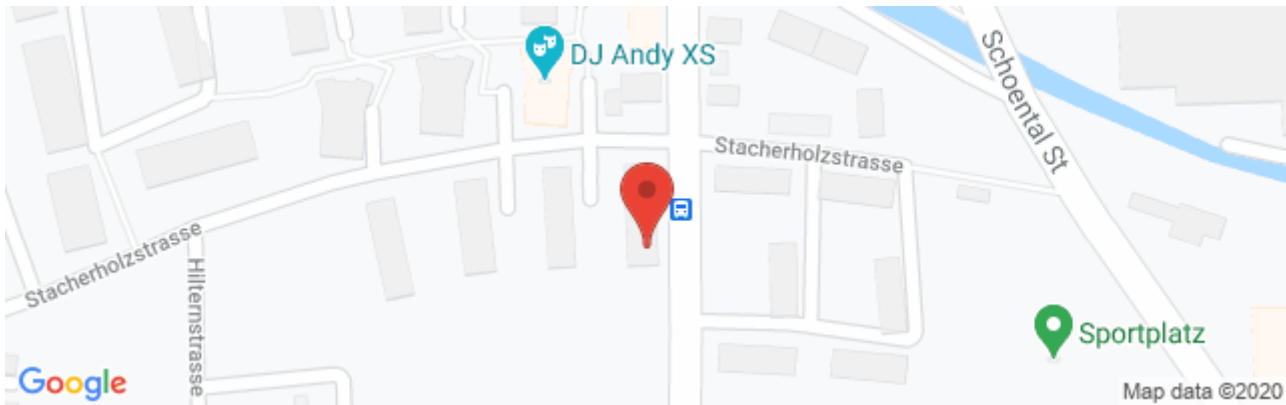 DJ Andy XS
Schoental St
Stacherholzstrasse
Stacherholzstrasse
Hilternstrasse
Sportplatz
Google
Map data ©2020